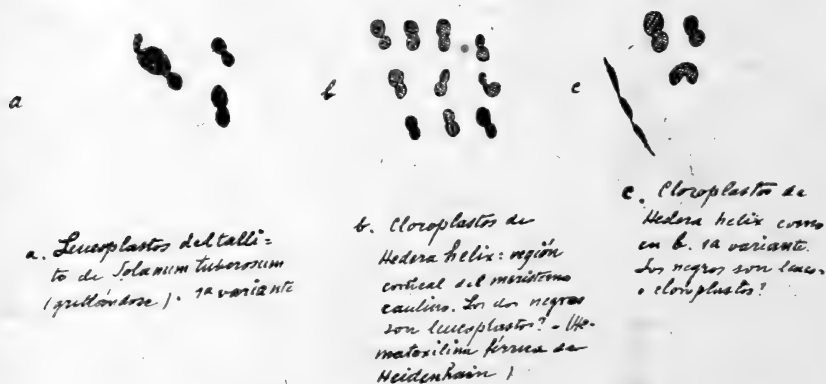 a
b
c
a. Leucoplastos del talli=
to de Solanum tuberosum
(grillándose). 1a variante
b. Cloroplastos de
Hedera helix: región
cortical del meristema
caulino. Los dos negros
son leucoplastos? - (He-
matoxilina férrica de
Heidenhain)
c. Cloroplastos de
Hedera helix como
en b. 1a variante.
Los negros son leuco-
o cloroplastos?